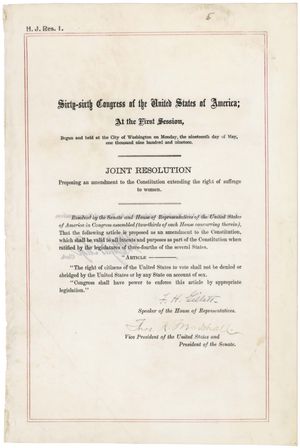 H. J. Res. 1.
5
Sixty-sixth Congress of the United States of America;
At the First Session,
Begun and held at the City of Washington on Monday, the nineteenth day of May,
one thousand nine hundred and nineteen.
JOINT RESOLUTION
Proposing an amendment to the Constitution extending the right of suffrage
to women.
Resolved by the Senate and House of Representatives of the United States
of America in Congress assembled (two-thirds of each House concurring therein),
That the following article is proposed as an amendment to the Constitution,
which shall be valid to all intents and purposes as part of the Constitution when
ratified by the legislatures of three-fourths of the several States.
ARTICLE ————.
"The right of citizens of the United States to vote shall not be denied or
abridged by the United States or by any State on account of sex.
"Congress shall have power to enforce this article by appropriate
legislation."
F. H. Gillett
Speaker of the House of Representatives.
Thos. R. Marshall
Vice President of the United States and
President of the Senate.